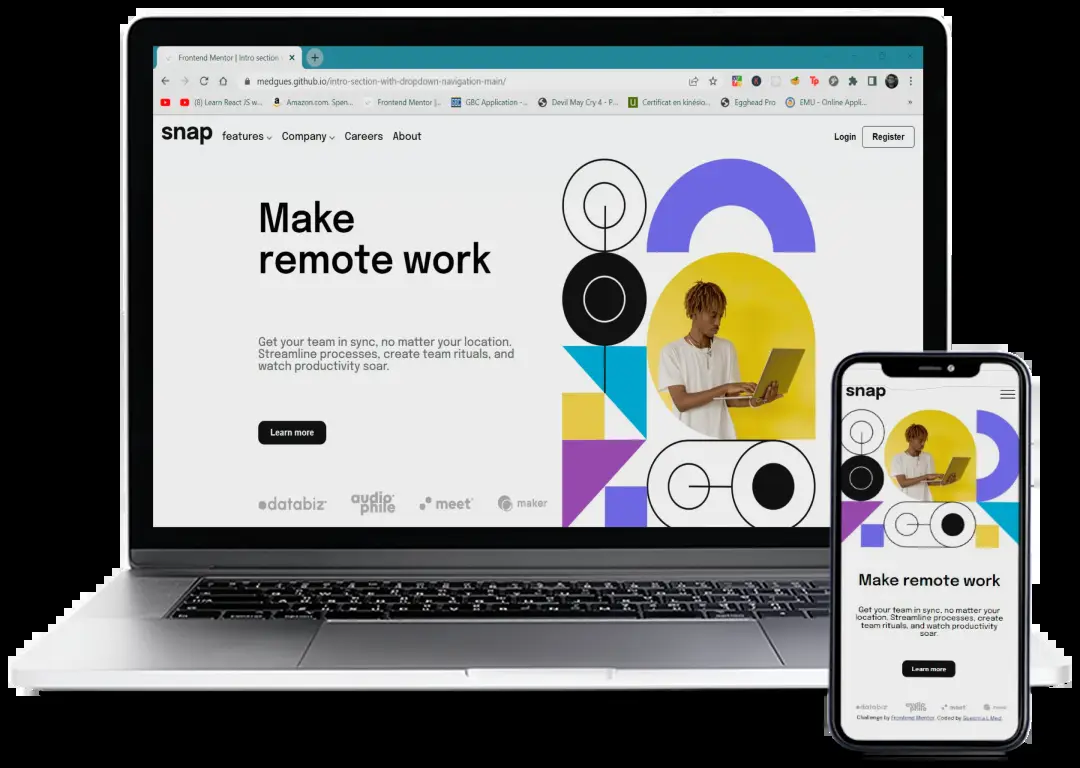 Frontend Mentor | Intro section
medgues.github.io/intro-section-with-dropdown-navigation-main/
(8) Learn React JS w...
Amazon.com. Spen...
Frontend Mentor |...
GBC Application -...
Devil May Cry 4 - P...
Certificat en kinésio...
Egghead Pro
EMU - Online Appli...
»
snap
features
Company
Careers
About
Login
Register
Make
remote work
Get your team in sync, no matter your location.
Streamline processes, create team rituals, and
watch productivity soar.
Learn more
databiz
audio
phile
meet
maker
snap
Make remote work
Get your team in sync, no matter your
location. Streamline processes, create
team rituals, and watch productivity
soar.
Learn more
databiz
audio
phile
meet
maker
Challenge by Frontend Mentor. Coded by